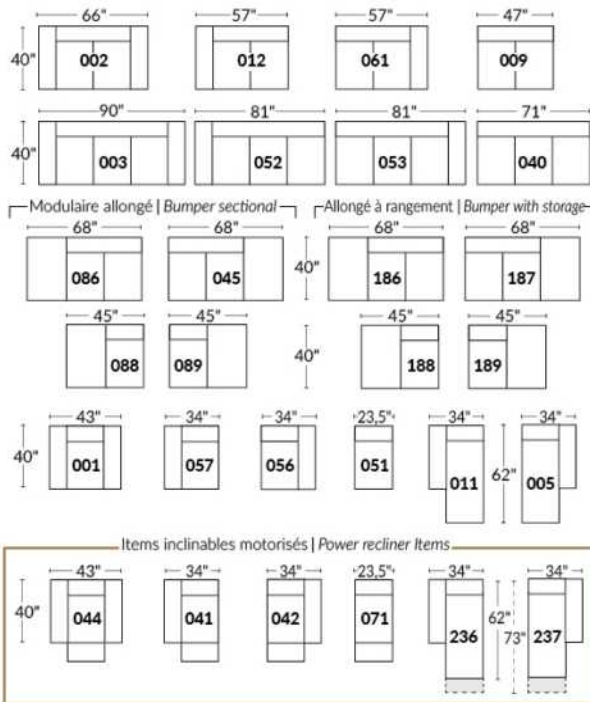 66" 57" 57" 47"
40" 002 012 061 009
90" 81" 81" 71"
40" 003 052 053 040
Modulaire allongé | Bumper sectional Allongé à rangement | Bumper with storage
68" 68" 68" 68"
086 045 40" 186 187
45" 45" 45" 45"
088 089 40" 188 189
43" 34" 34" 23,5" 34" 34"
40" 001 057 056 051 011 62" 005
Items inclinables motorisés | Power recliner Items
43" 34" 34" 23,5" 34" 34"
40" 044 041 042 071 236 62" 73" 237